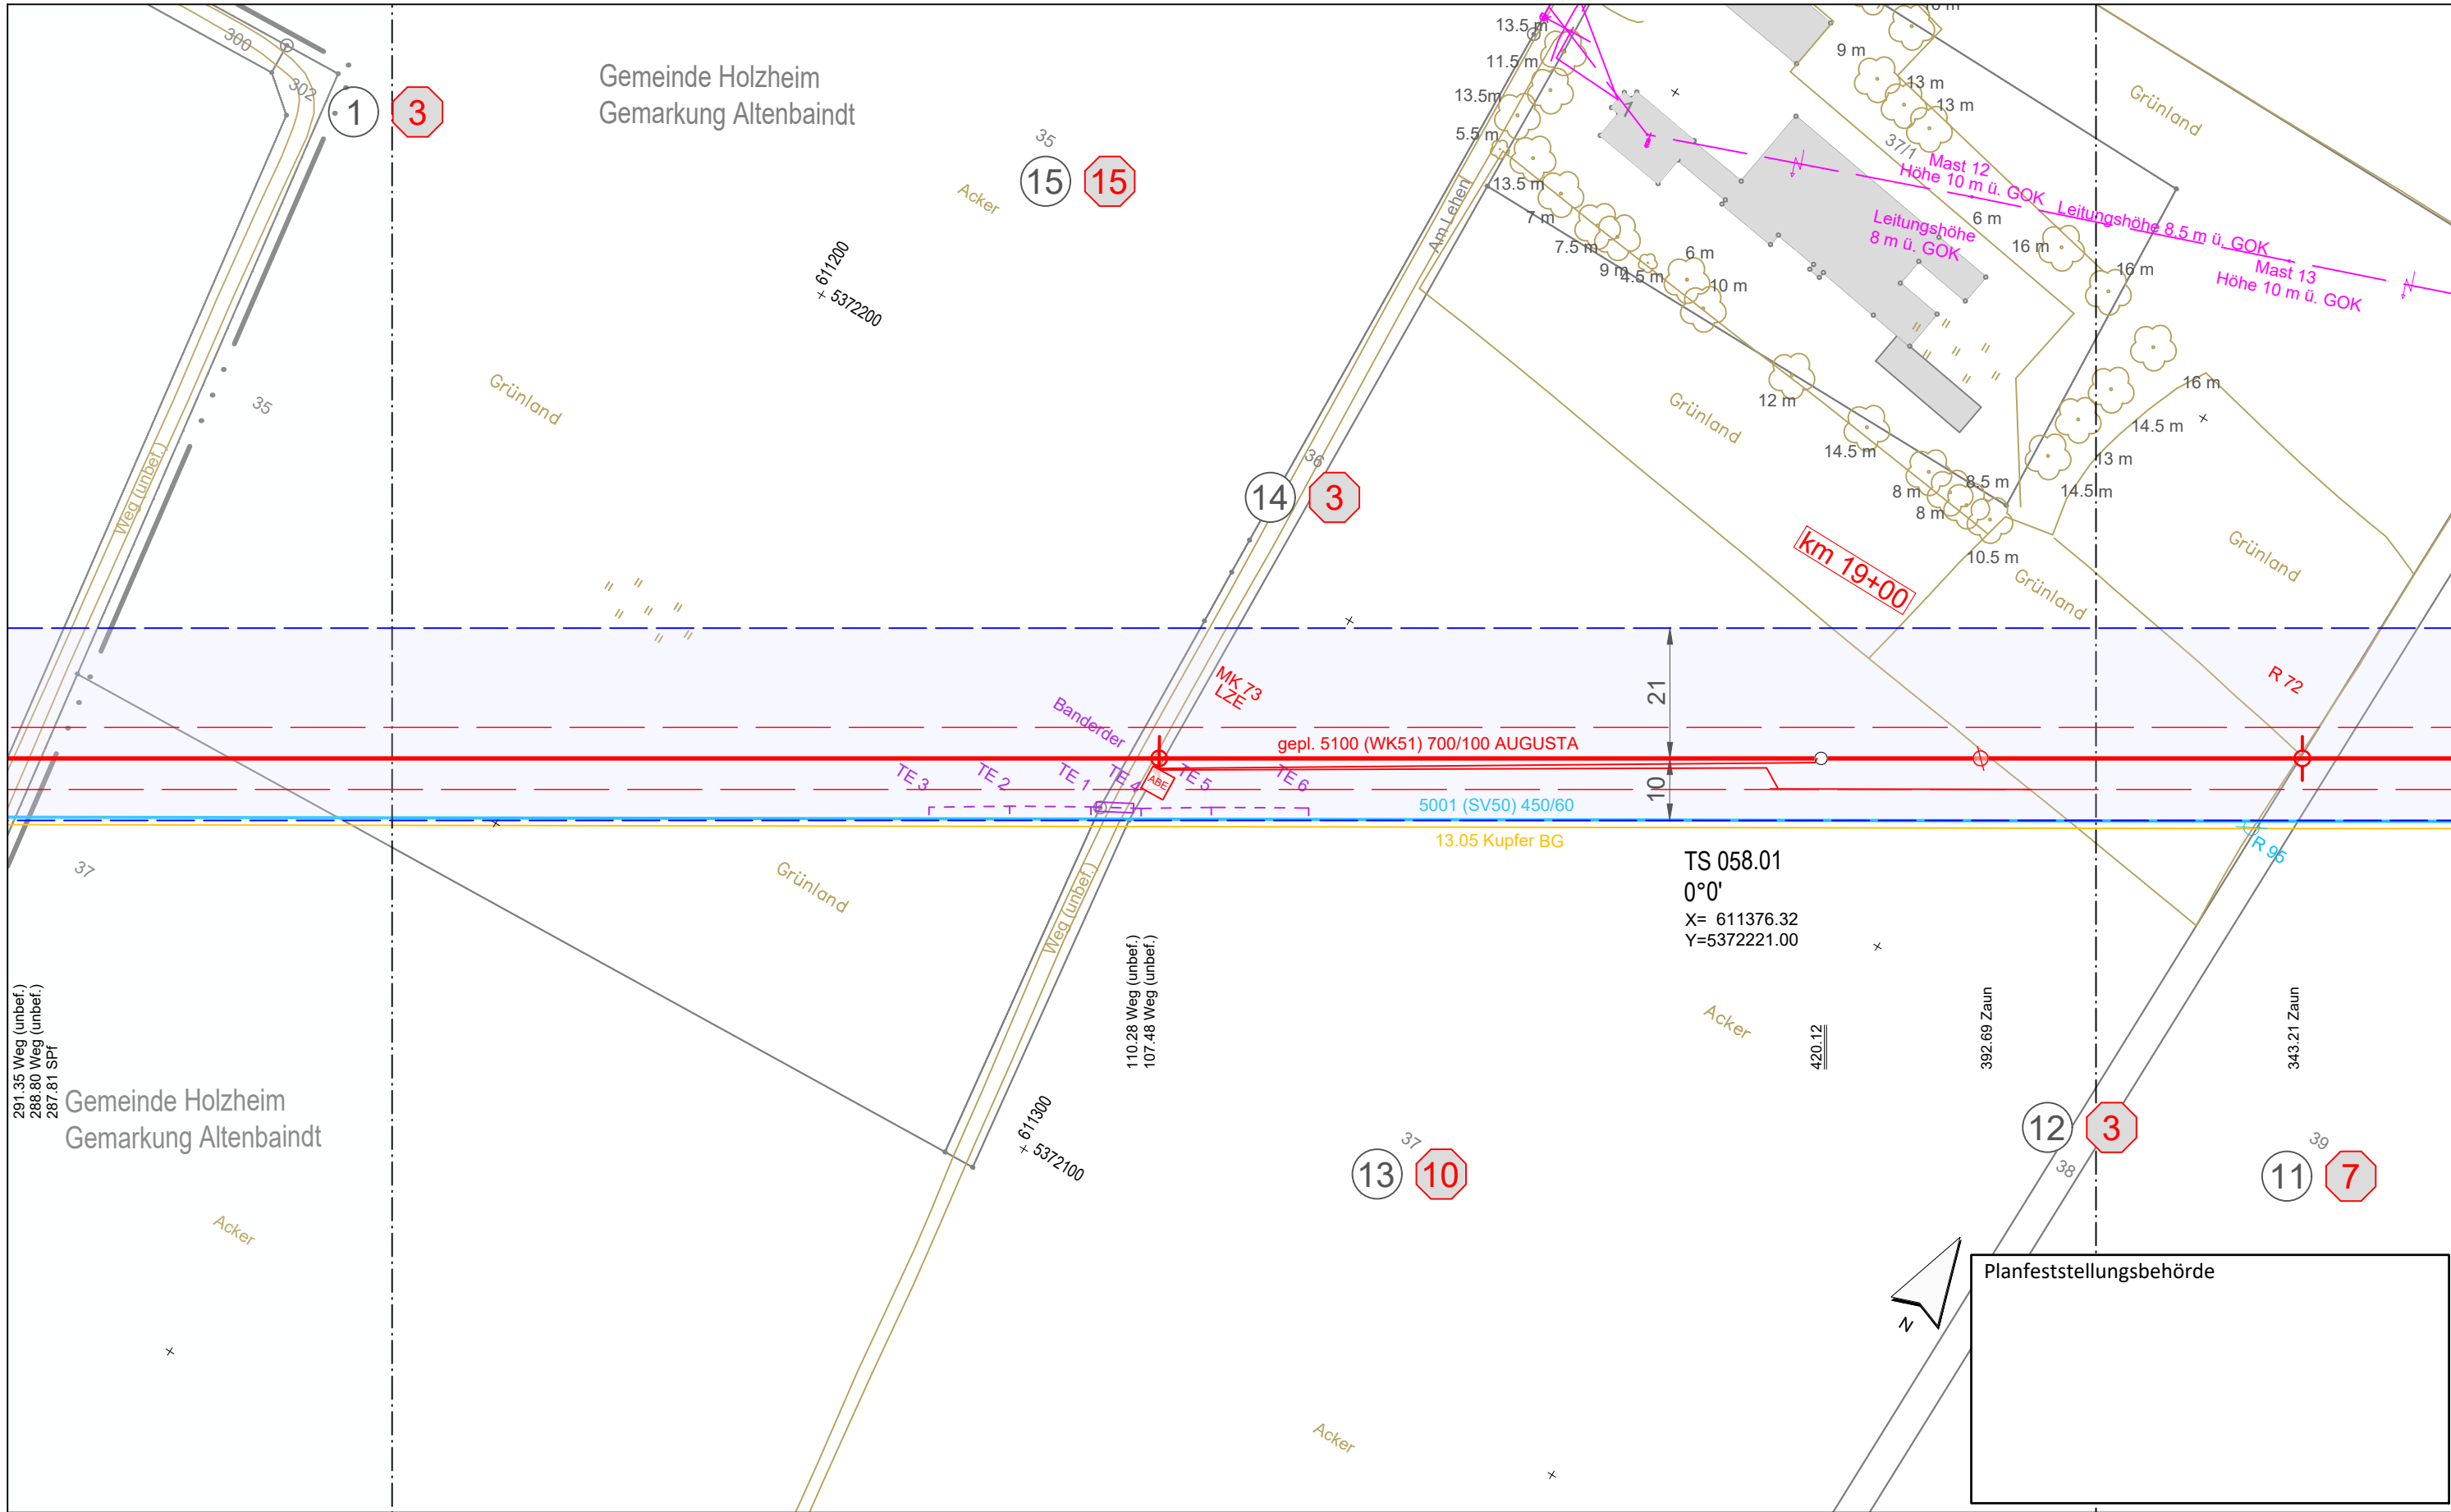 300
302
1
3
Gemeinde Holzheim
Gemarkung Altenbaindt
35
15
15
Acker
611200
+ 5372200
Grünland
35
Weg (unbef.)
13.5 m
11.5 m
13.5m
5.5 m
13.5 m
7 m
7.5 m
9 m
4.5 m
6 m
10 m
Am Lehen
9 m
13 m
13 m
37/1
Mast 12
Höhe 10 m ü. GOK
Leitungshöhe 8.5 m ü. GOK
Leitungshöhe
8 m ü. GOK
6 m
16 m
16 m
Mast 13
Höhe 10 m ü. GOK
Grünland
Grünland
12 m
14.5 m
16 m
14.5 m
13 m
14.5 m
8.5 m
8 m
8 m
10.5 m
36
14
3
km 19+00
Grünland
Grünland
R 72
21
10
MK 73
LZE
Banderder
gepl. 5100 (WK51) 700/100 AUGUSTA
TE 3
TE 2
TE 1
TE 4
TE 5
TE 6
ABE
5001 (SV50) 450/60
13.05 Kupfer BG
R 95
37
Grünland
Weg (unbef.)
TS 058.01
0°0'
X= 611376.32
Y=5372221.00
Acker
291.35 Weg (unbef.)
288.80 Weg (unbef.)
287.81 SPf
110.28 Weg (unbef.)
107.48 Weg (unbef.)
420.12
392.69 Zaun
343.21 Zaun
Gemeinde Holzheim
Gemarkung Altenbaindt
611300
+ 5372100
37
13
10
12
3
38
39
11
7
Acker
Acker
N
Planfeststellungsbehörde